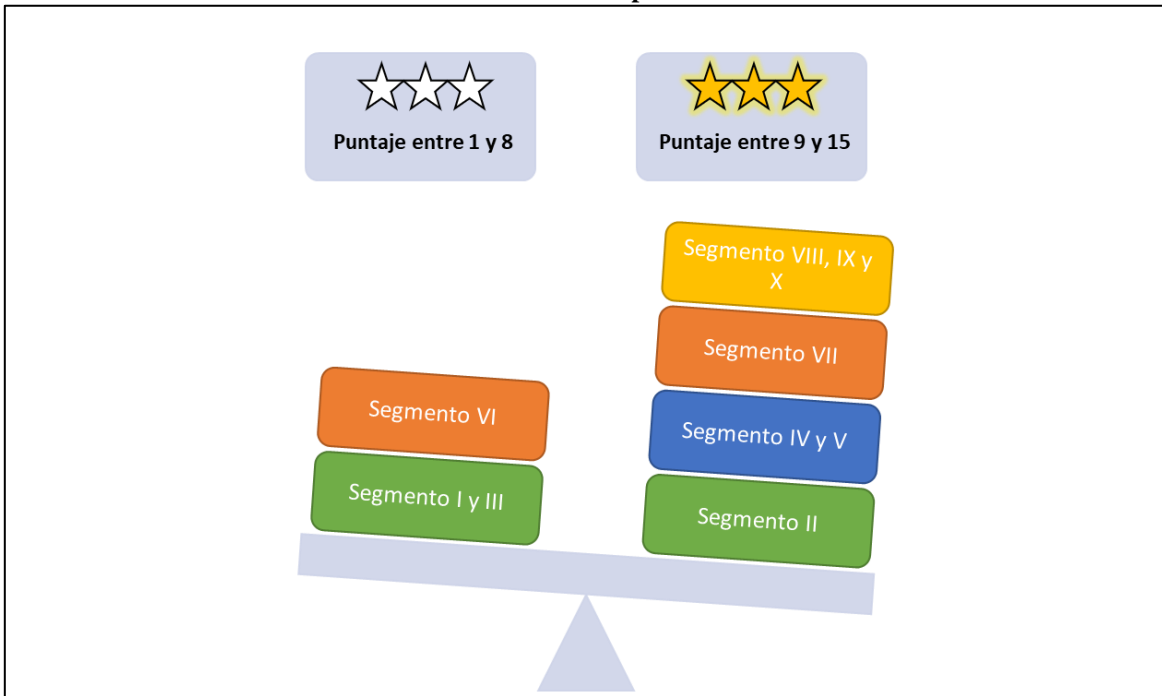 Puntaje entre 1 y 8
Puntaje entre 9 y 15
Segmento VI
Segmento I y III
Segmento VIII, IX y
X
Segmento VII
Segmento IV y V
Segmento II